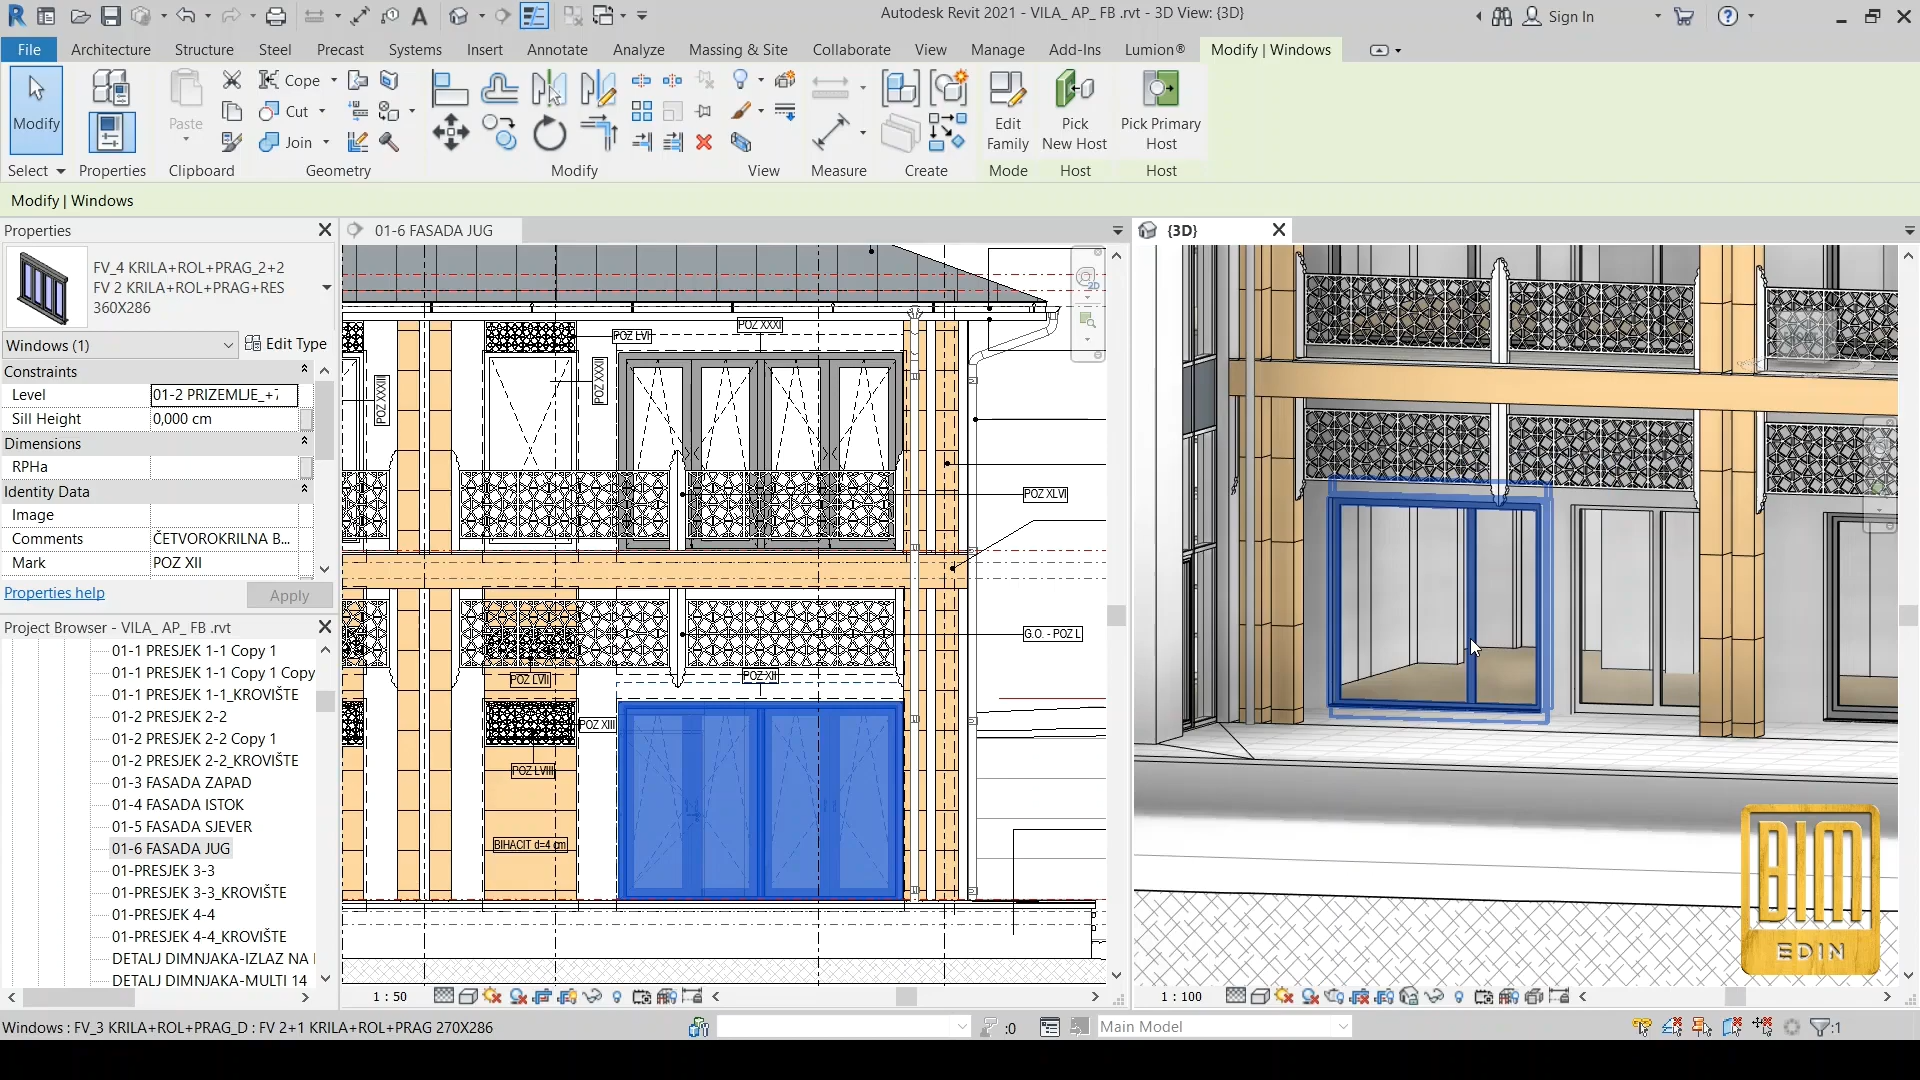 Autodesk Revit 2021 - VILA_ AP_ FB .rvt - 3D View: {3D}
Sign In
File
Architecture
Structure
Steel
Precast
Systems
Insert
Annotate
Analyze
Massing & Site
Collaborate
View
Manage
Add-Ins
Lumion®
Modify | Windows
Modify
Paste
Cope
Cut
Join
Edit Family
Pick New Host
Pick Primary Host
Select
Properties
Clipboard
Geometry
Modify
View
Measure
Create
Mode
Host
Host
Modify | Windows
Properties
FV_4 KRILA+ROL+PRAG_2+2
FV 2 KRILA+ROL+PRAG+RES
360X286
Windows (1)
Edit Type
Constraints
Level
01-2 PRIZEMLJE_+7
Sill Height
0,000 cm
Dimensions
RPHa
Identity Data
Image
Comments
ČETVOROKRILNA B...
Mark
POZ XII
Properties help
Apply
Project Browser - VILA_ AP_ FB .rvt
01-1 PRESJEK 1-1 Copy 1
01-1 PRESJEK 1-1 Copy
01-1 PRESJEK 1-1_KROVIŠTE
01-2 PRESJEK 2-2
01-2 PRESJEK 2-2 Copy 1
01-2 PRESJEK 2-2_KROVIŠTE
01-3 FASADA ZAPAD
01-4 FASADA ISTOK
01-5 FASADA SJEVER
01-6 FASADA JUG
01-PRESJEK 3-3
01-PRESJEK 3-3_KROVIŠTE
01-PRESJEK 4-4
01-PRESJEK 4-4_KROVIŠTE
DETALJ DIMNJAKA-IZLAZ NA
DETALJ DIMNJAKA-MULTI 14
01-6 FASADA JUG
2D
POZ LVI
POZ XXXI
POZ XXXIII
POZ XXXII
POZ XLVI
G.O. - POZ L
POZ LVII
POZ XII
POZ XIII
POZ LVIII
BIHACIT d=4 cm
1 : 50
{3D}
BIM
EDIN
1 : 100
Windows : FV_3 KRILA+ROL+PRAG_D : FV 2+1 KRILA+ROL+PRAG 270X286
:0
Main Model
:1